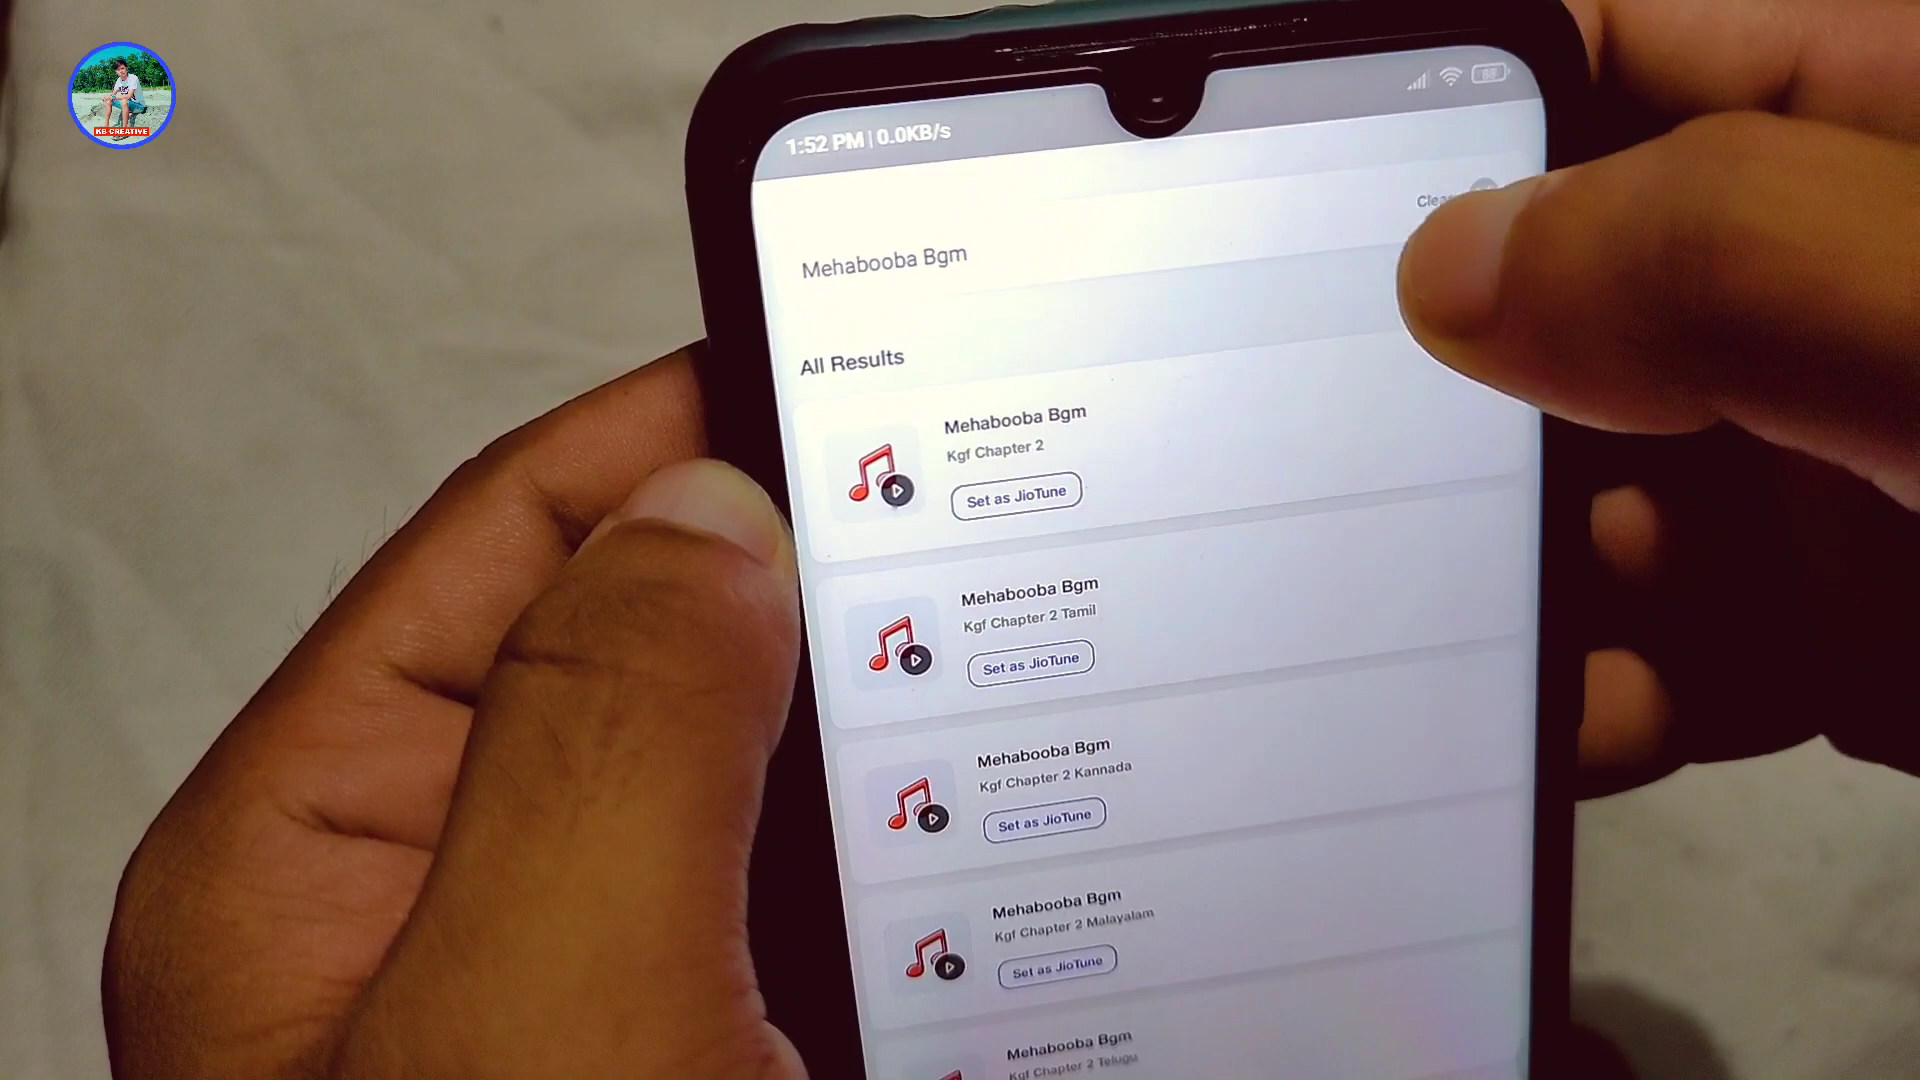 KB CREATIVE
1:52 PM | 0.0KB/s
88
Mehabooba Bgm
All Results
Mehabooba Bgm
Kgf Chapter 2
Set as JioTune
Mehabooba Bgm
Kgf Chapter 2 Tamil
Set as JioTune
Mehabooba Bgm
Kgf Chapter 2 Kannada
Set as JioTune
Mehabooba Bgm
Kgf Chapter 2 Malayalam
Set as JioTune
Mehabooba Bgm
Kgf Chapter 2 Telugu